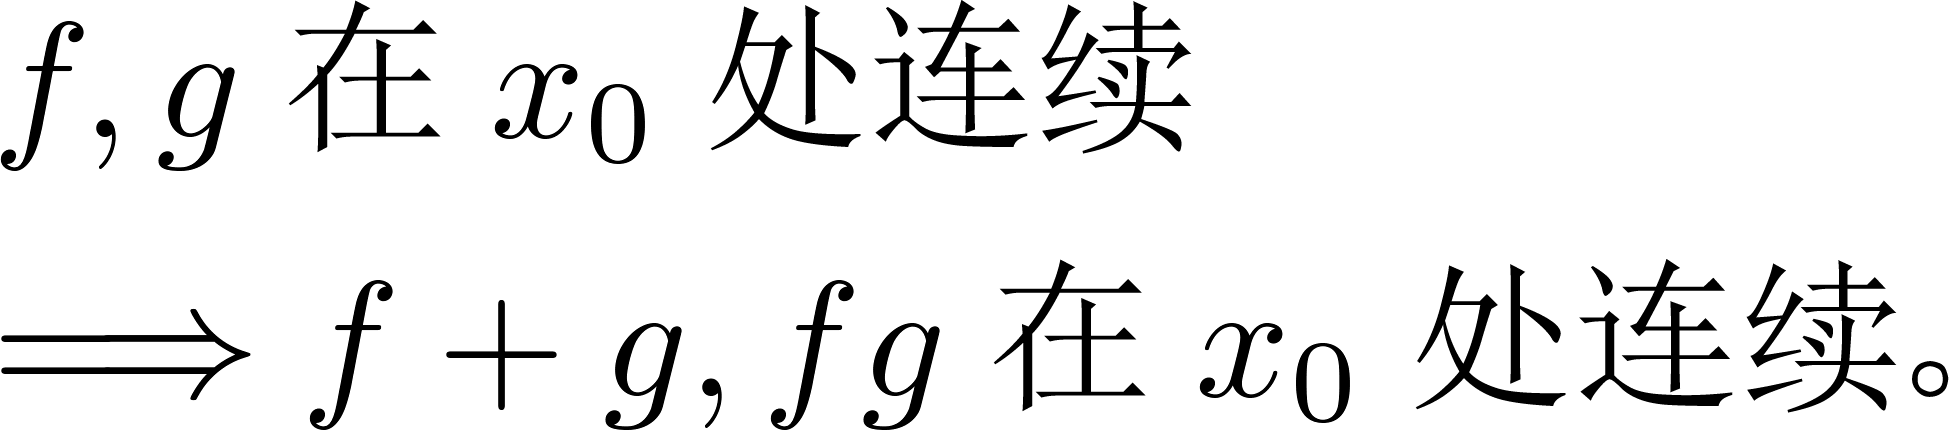 f, g 在 x₀ 处连续
⟹ f + g, fg 在 x₀ 处连续。